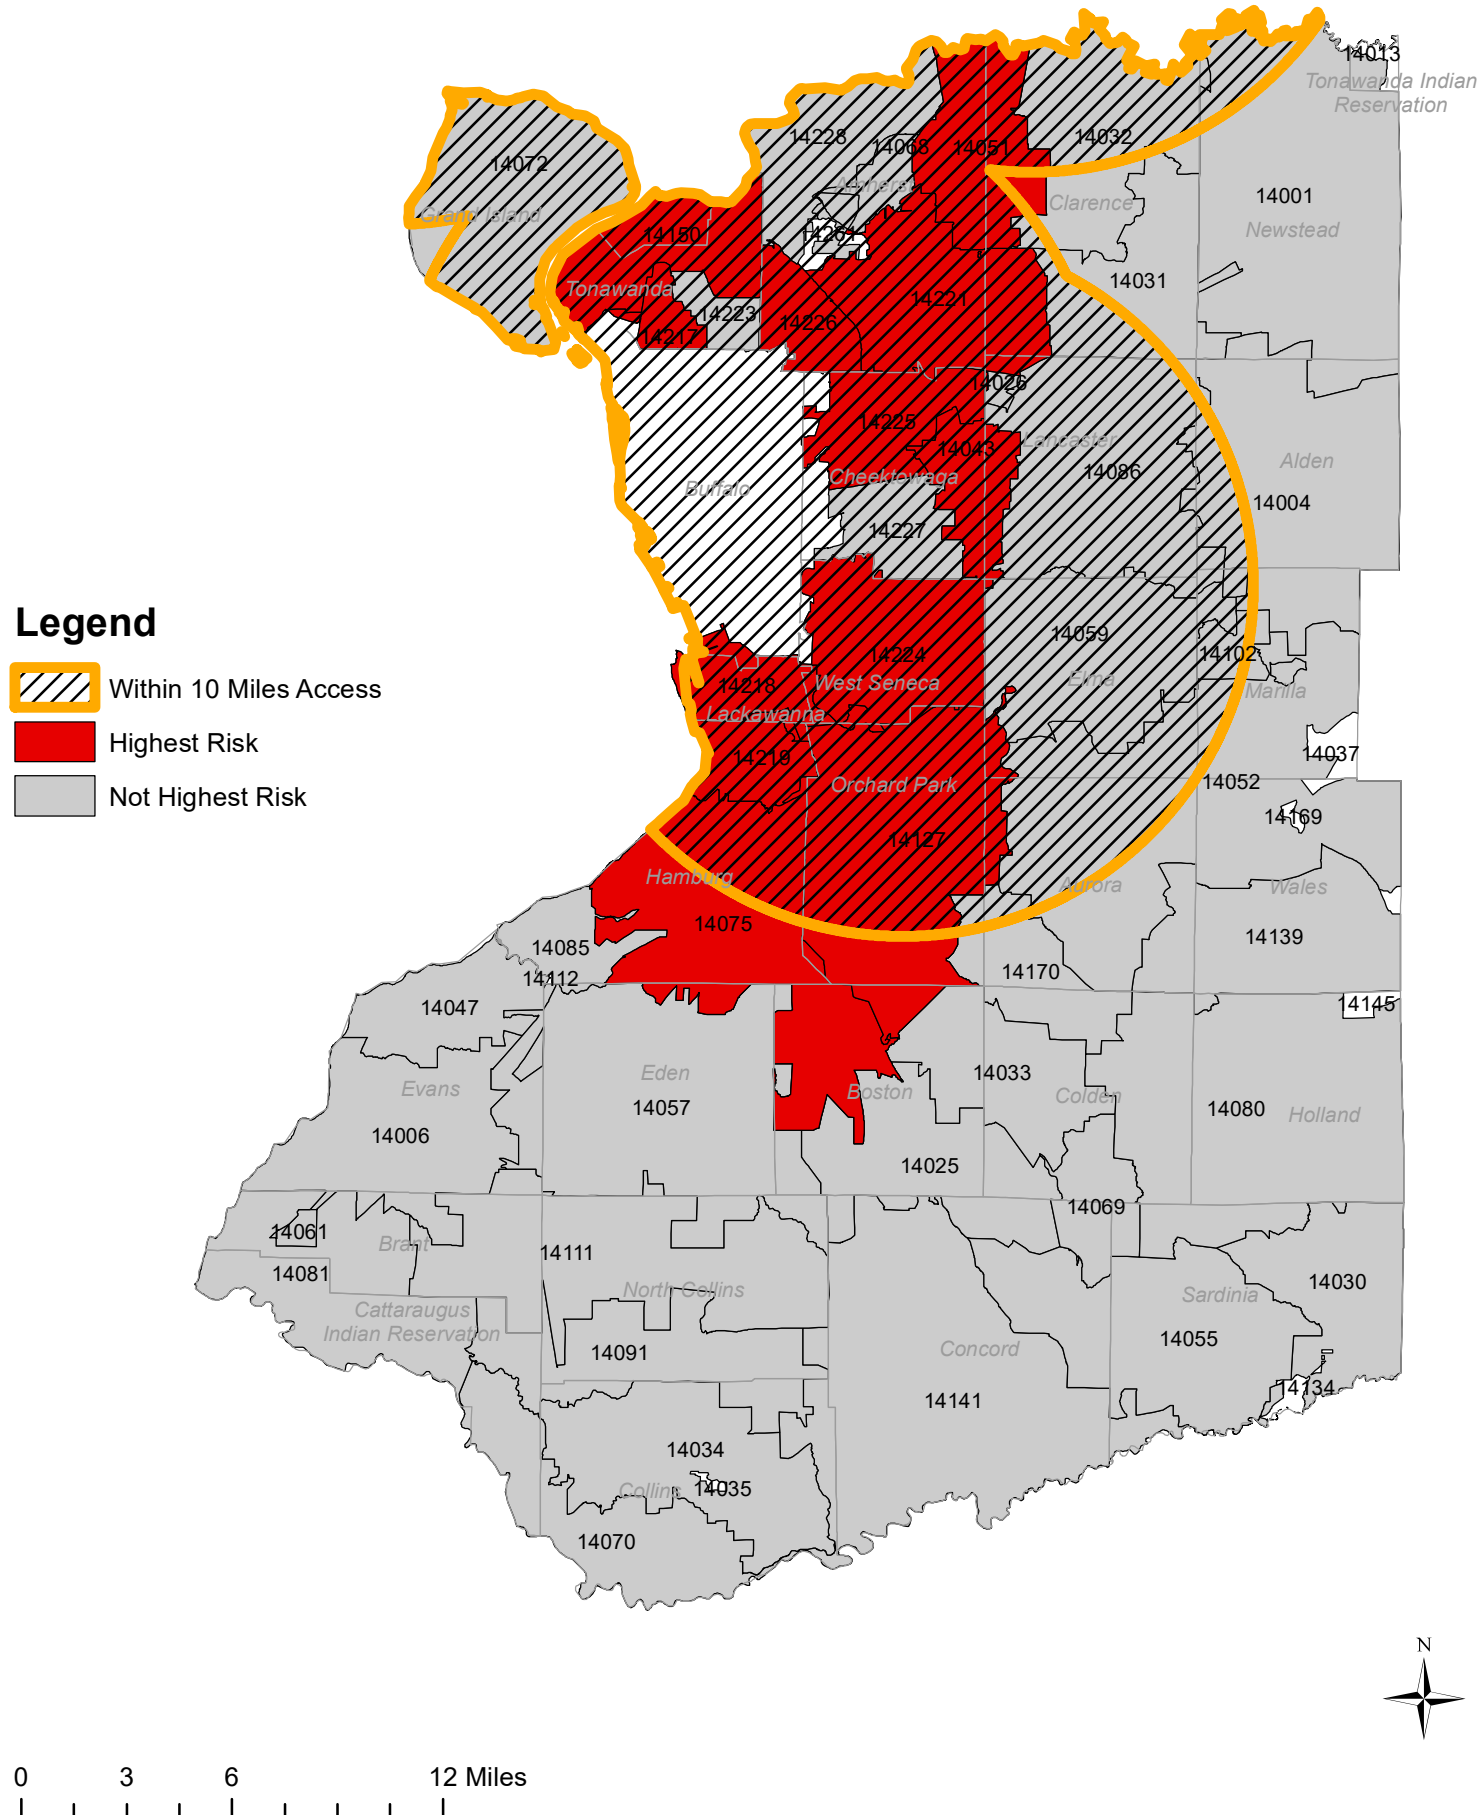 14013
Tonawanda Indian
Reservation
14228
14068
14051
14032
14072
Amherst
14001
Clarence
Grand Island
Newstead
14150
14261
14031
Tonawanda
14221
14223
14226
14217
14026
14225
Lancaster
14043
Alden
14086
Cheektowaga
Buffalo
14004
14227
Legend
Within 10 Miles Access
Highest Risk
Not Highest Risk
14059
14224
14102
Elma
14218
West Seneca
Marilla
Lackawanna
14219
14037
Orchard Park
14052
14169
14127
Hamburg
Aurora
Wales
14075
14085
14139
14112
14170
14047
14145
Eden
14033
Evans
Boston
Colden
14057
14080
Holland
14006
14025
14069
14061
Brant
14111
14081
North Collins
14030
Sardinia
Cattaraugus
Indian Reservation
14055
14091
Concord
14134
14141
14034
Collins
14035
14070
N
0 3 6 12 Miles